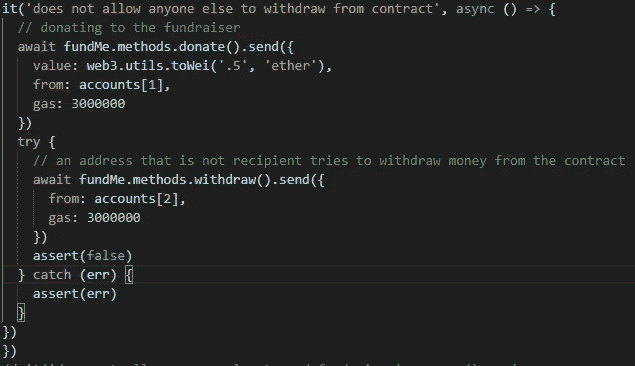 it('does not allow anyone else to withdraw from contract', async () => {
// donating to the fundraiser
await fundMe.methods.donate().send({
value: web3.utils.toWei('.5', 'ether'),
from: accounts[1],
gas: 3000000
})
try {
// an address that is not recipient tries to withdraw money from the contract
await fundMe.methods.withdraw().send({
from: accounts[2],
gas: 3000000
})
assert(false)
} catch (err) {
assert(err)
}
})
})